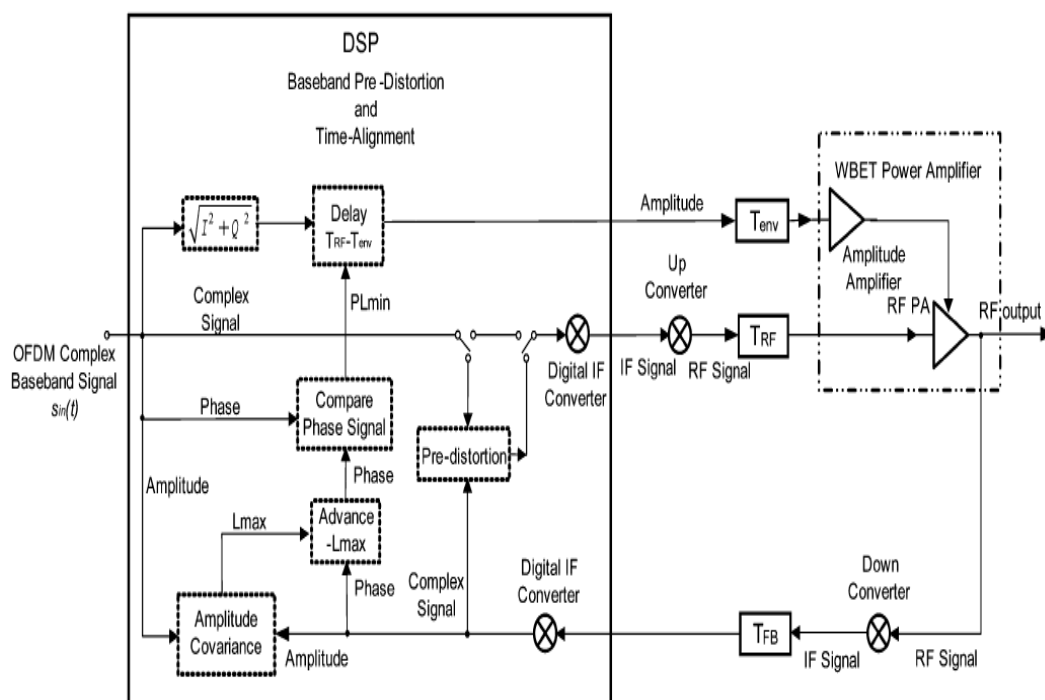 DSP
Baseband Pre -Distortion
and
Time-Alignment
WBET Power Amplifier
√I² +Q ²
Delay
TRF-Tenv
Amplitude
Tenv
Amplitude
Amplifier
Complex
Signal
PLmin
Up
Converter
RF PA
RF output
OFDM Complex
Baseband Signal
sin(t)
Digital IF
Converter
IF Signal
RF Signal
TRF
Phase
Compare
Phase Signal
Pre-distortion
Phase
Amplitude
Lmax
Advance
-Lmax
Phase
Complex
Signal
Digital IF
Converter
Down
Converter
Amplitude
Covariance
Amplitude
TFB
IF Signal
RF Signal